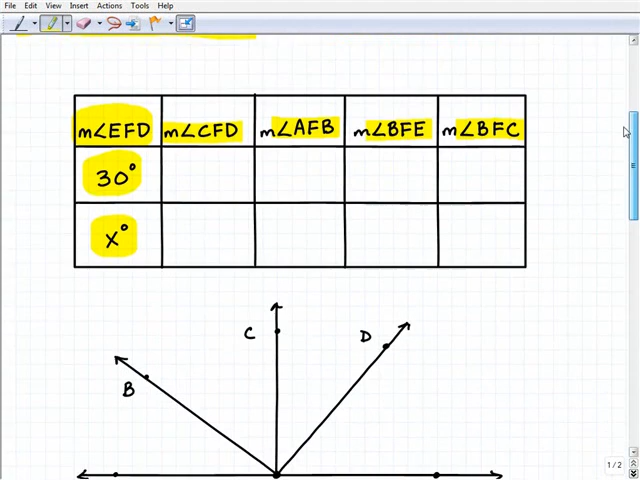 File Edit View Insert Actions Tools Help
m∠EFD m∠CFD m∠AFB m∠BFE m∠BFC
30°
x°
C
D
B
1 / 2